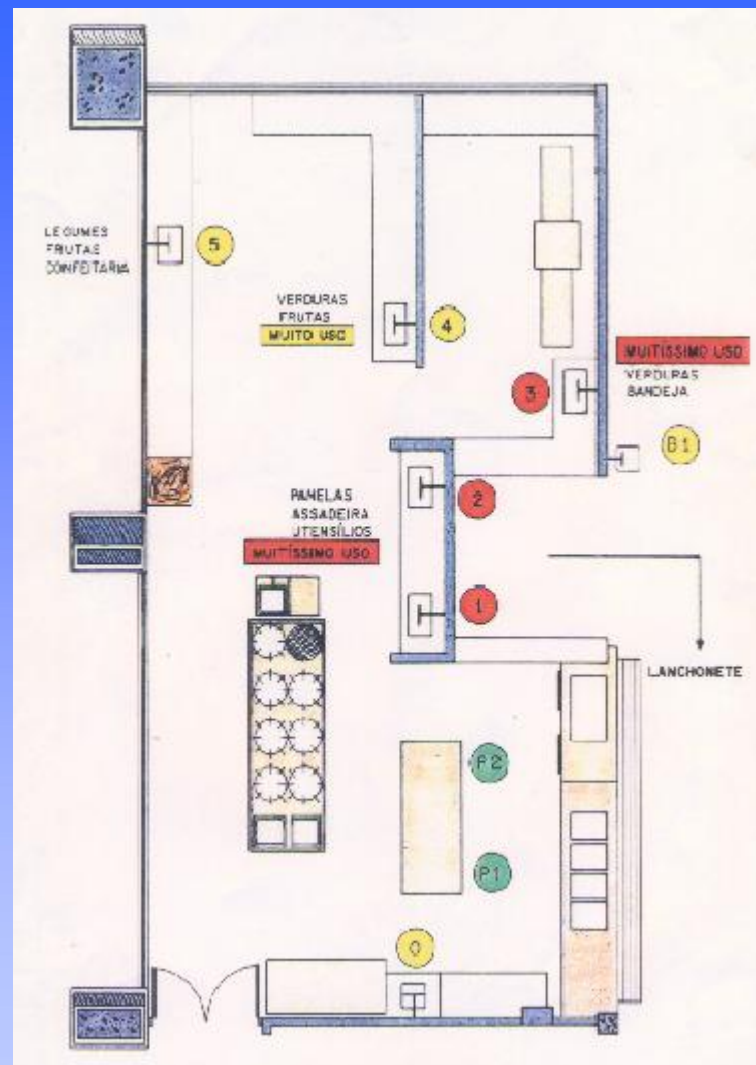 LEGUMES
FRUTAS
CONFEITARIA
5
VERDURAS
FRUTAS
MUITO USO
4
MUITÍSSIMO USO
VERDURAS
BANDEJA
3
B1
2
PANELAS
ASSADEIRA
UTENSÍLIOS
MUITÍSSIMO USO
1
LANCHONETE
P2
P1
0